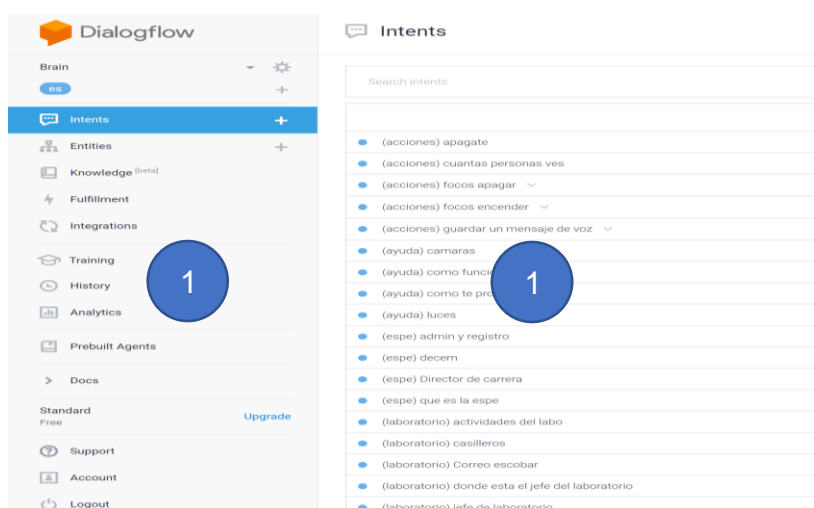 Dialogflow
Brain
es
Intents
Entities
Knowledge [beta]
Fulfillment
Integrations
Training
History
1
Analytics
Prebuilt Agents
Docs
Standard
Free
Upgrade
Support
Account
Logout
Intents
Search intents
(acciones) apagate
(acciones) cuantas personas ves
(acciones) focos apagar
(acciones) focos encender
(acciones) guardar un mensaje de voz
(ayuda) camaras
(ayuda) como
1
(ayuda) como te
(ayuda) luces
(espe) admin y registro
(espe) decem
(espe) Director de carrera
(espe) que es la espe
(laboratorio) actividades del labo
(laboratorio) casilleros
(laboratorio) Correo escobar
(laboratorio) donde esta el jefe del laboratorio
(laboratorio) jefe de laboratorio